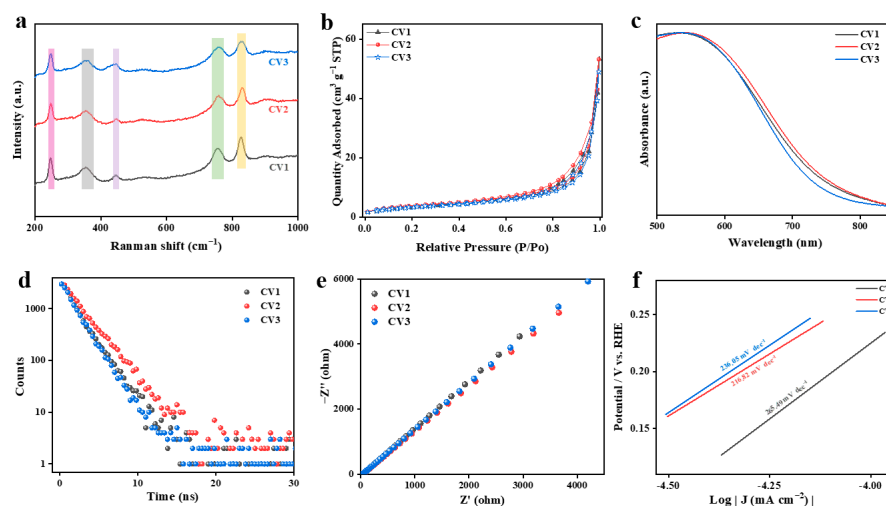 a
Intensity (a.u.)
CV3
CV2
CV1
200
400
600
800
1000
Ranman shift (cm⁻¹)
b
Quantity Adsorbed (cm³ g⁻¹ STP)
60
40
20
0
CV1
CV2
CV3
0.0
0.2
0.4
0.6
0.8
1.0
Relative Pressure (P/Po)
c
Absorbance (a.u.)
CV1
CV2
CV3
500
600
700
800
Wavelength (nm)
d
Counts
1000
100
10
1
CV1
CV2
CV3
0
10
20
30
Time (ns)
e
-Z'' (ohm)
6000
4000
2000
0
CV1
CV2
CV3
0
1000
2000
3000
4000
Z' (ohm)
f
Potential / V vs. RHE
0.25
0.20
0.15
236.05 mV dec⁻¹
216.82 mV dec⁻¹
265.49 mV dec⁻¹
-4.50
-4.25
-4.00
Log | J (mA cm⁻²) |